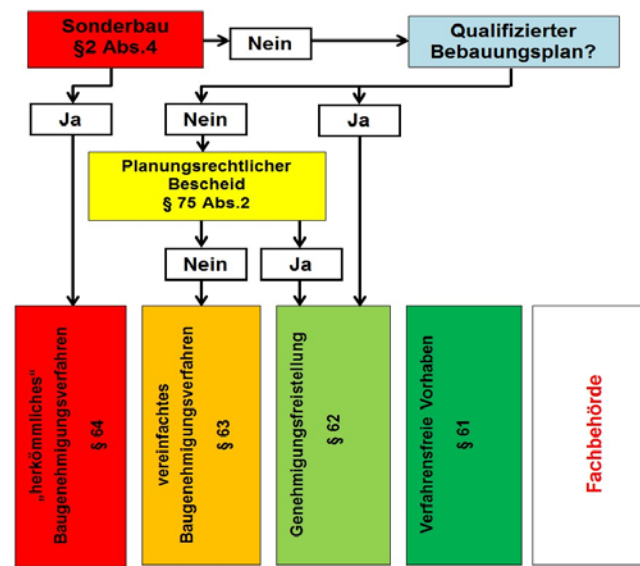 Sonderbau
§2 Abs.4
Nein
Qualifizierter
Bebauungsplan?
Ja
Nein
Ja
Planungsrechtlicher
Bescheid
§ 75 Abs.2
Nein
Ja
„herkömmliches“
Baugenehmigungsverfahren
§ 64
vereinfachtes
Baugenehmigungsverfahren
§ 63
Genehmigungsfreistellung
§ 62
Verfahrensfreie Vorhaben
§ 61
Fachbehörde